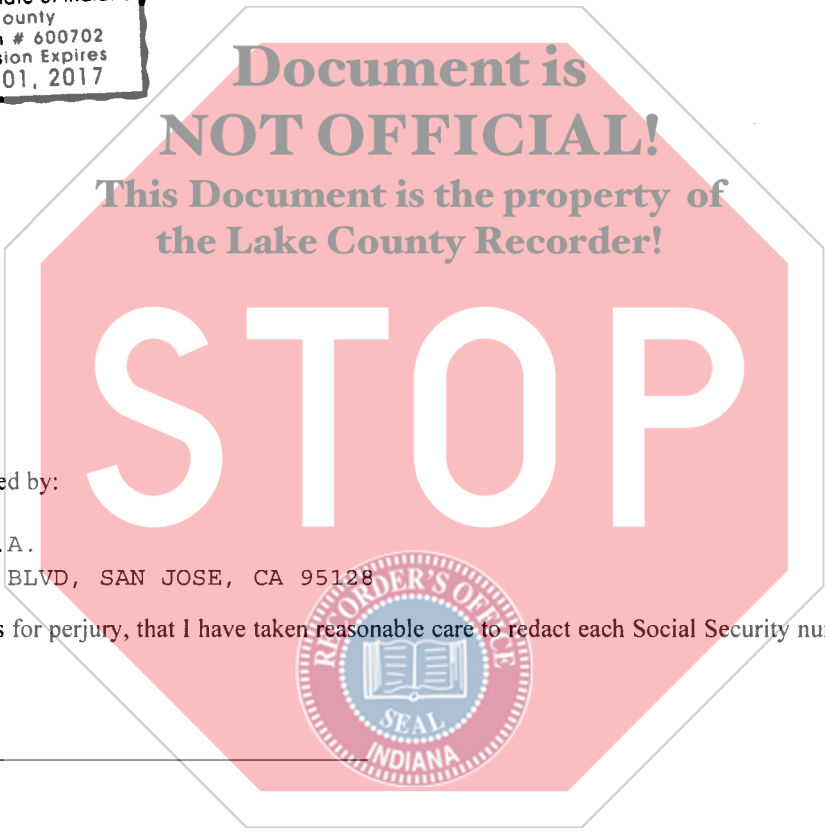 ounty
# 600702
sion Expires
01, 2017
Document is
NOT OFFICIAL!
This Document is the property of
the Lake County Recorder!
STOP
ed by:
.A.
BLVD, SAN JOSE, CA 95128
s for perjury, that I have taken reasonable care to redact each Social Security nu
RECORDER'S OFFICE
SEAL
INDIANA